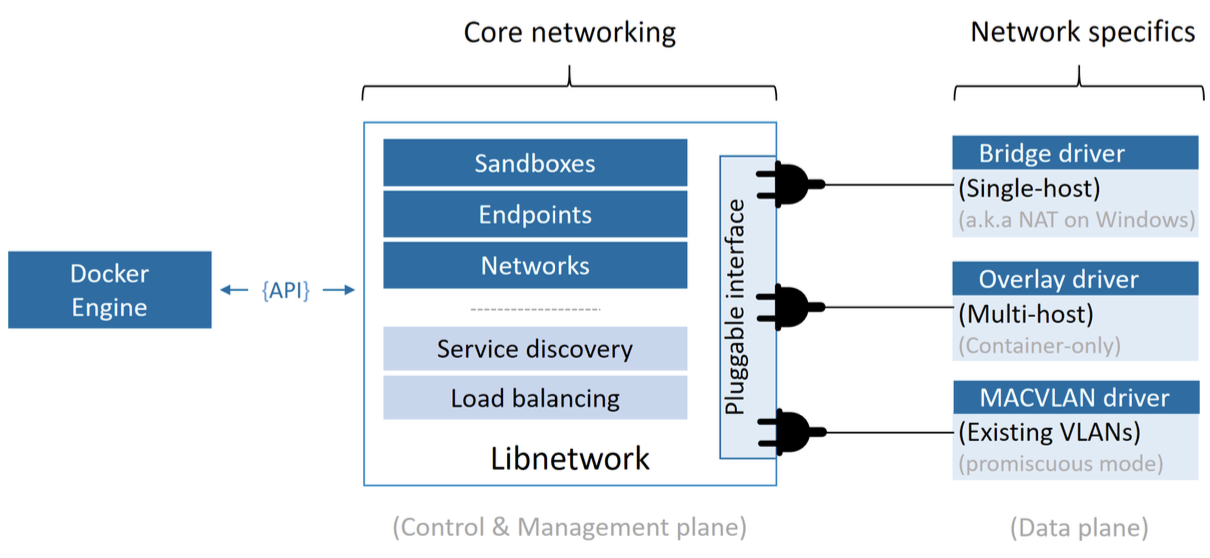 Core networking
Network specifics
Docker
Engine
{API}
Sandboxes
Endpoints
Networks
Service discovery
Load balancing
Libnetwork
Pluggable interface
(Control & Management plane)
Bridge driver
(Single-host)
(a.k.a NAT on Windows)
Overlay driver
(Multi-host)
(Container-only)
MACVLAN driver
(Existing VLANs)
(promiscuous mode)
(Data plane)